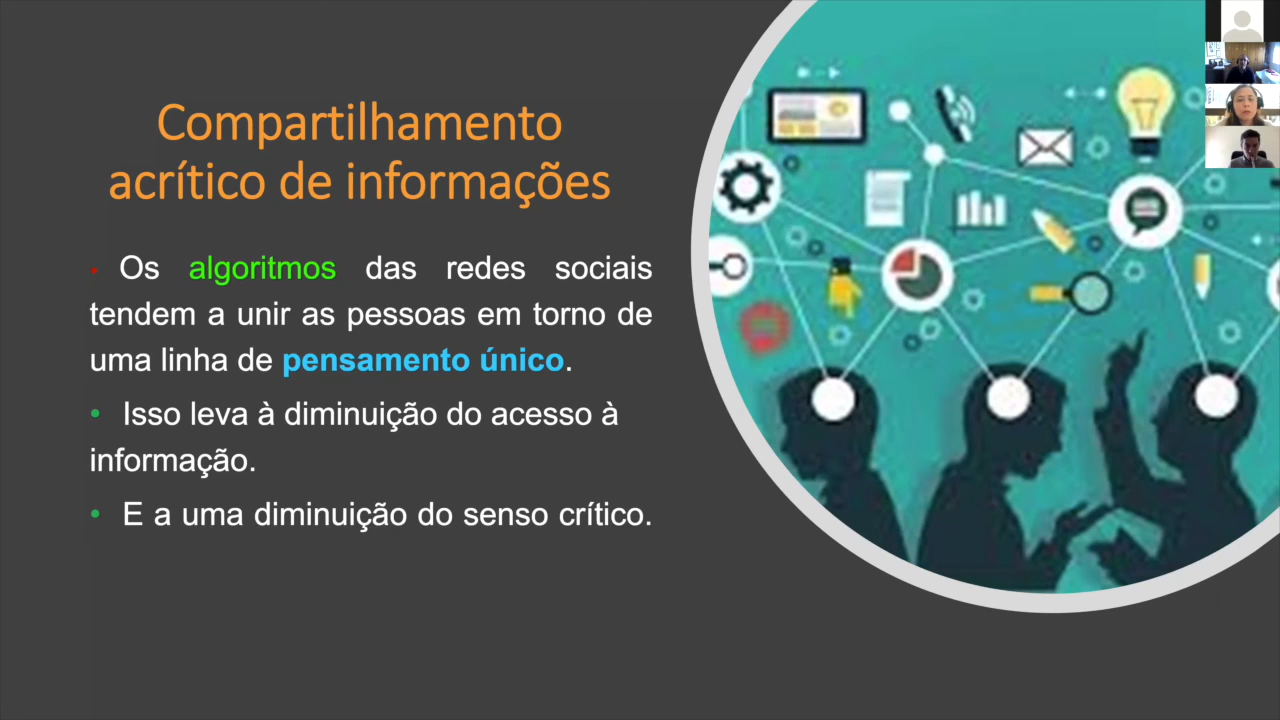 Compartilhamento
acrítico de informações
• Os algoritmos das redes sociais
tendem a unir as pessoas em torno de
uma linha de pensamento único.
• Isso leva à diminuição do acesso à
informação.
• E a uma diminuição do senso crítico.